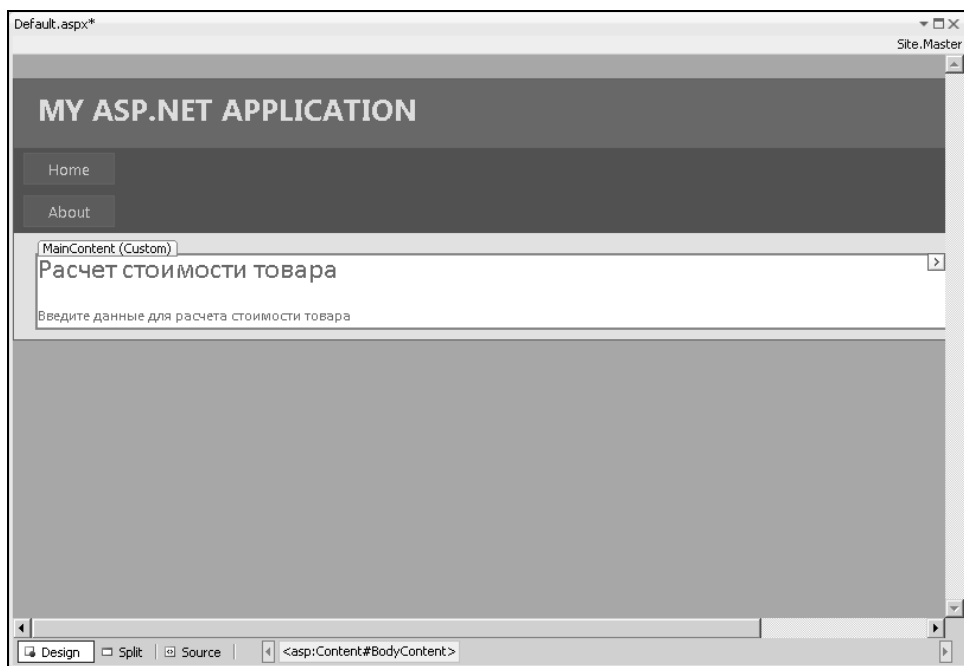 Default.aspx*
Site.Master
MY ASP.NET APPLICATION
Home
About
MainContent (Custom)
Расчет стоимости товара
Введите данные для расчета стоимости товара
Design Split Source <asp:Content#BodyContent>